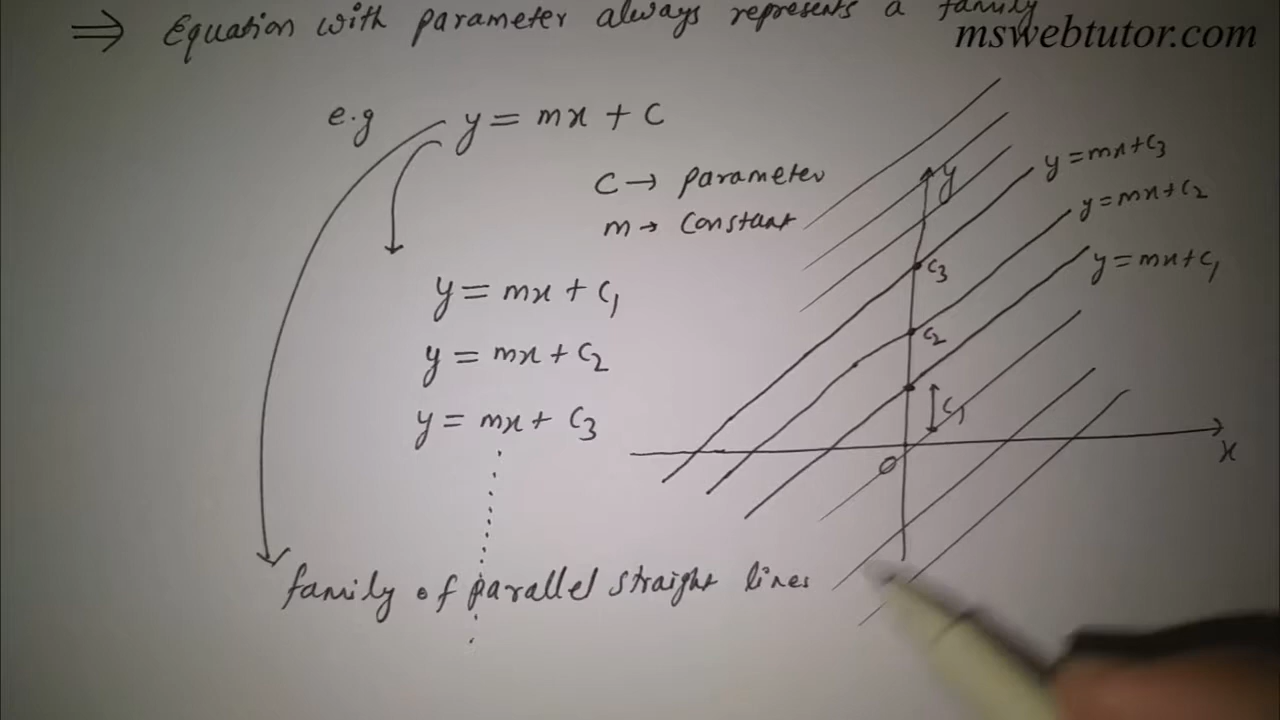 ⇒ Equation with parameter always represents a family
mswebtutor.com
e.g y = mx + c
c → parameter
m → constant
y = mx + c₁
y = mx + c₂
y = mx + c₃
family of parallel straight lines
y
y = mx + c₃
y = mx + c₂
y = mx + c₁
c₃
c₂
c₁
O
x